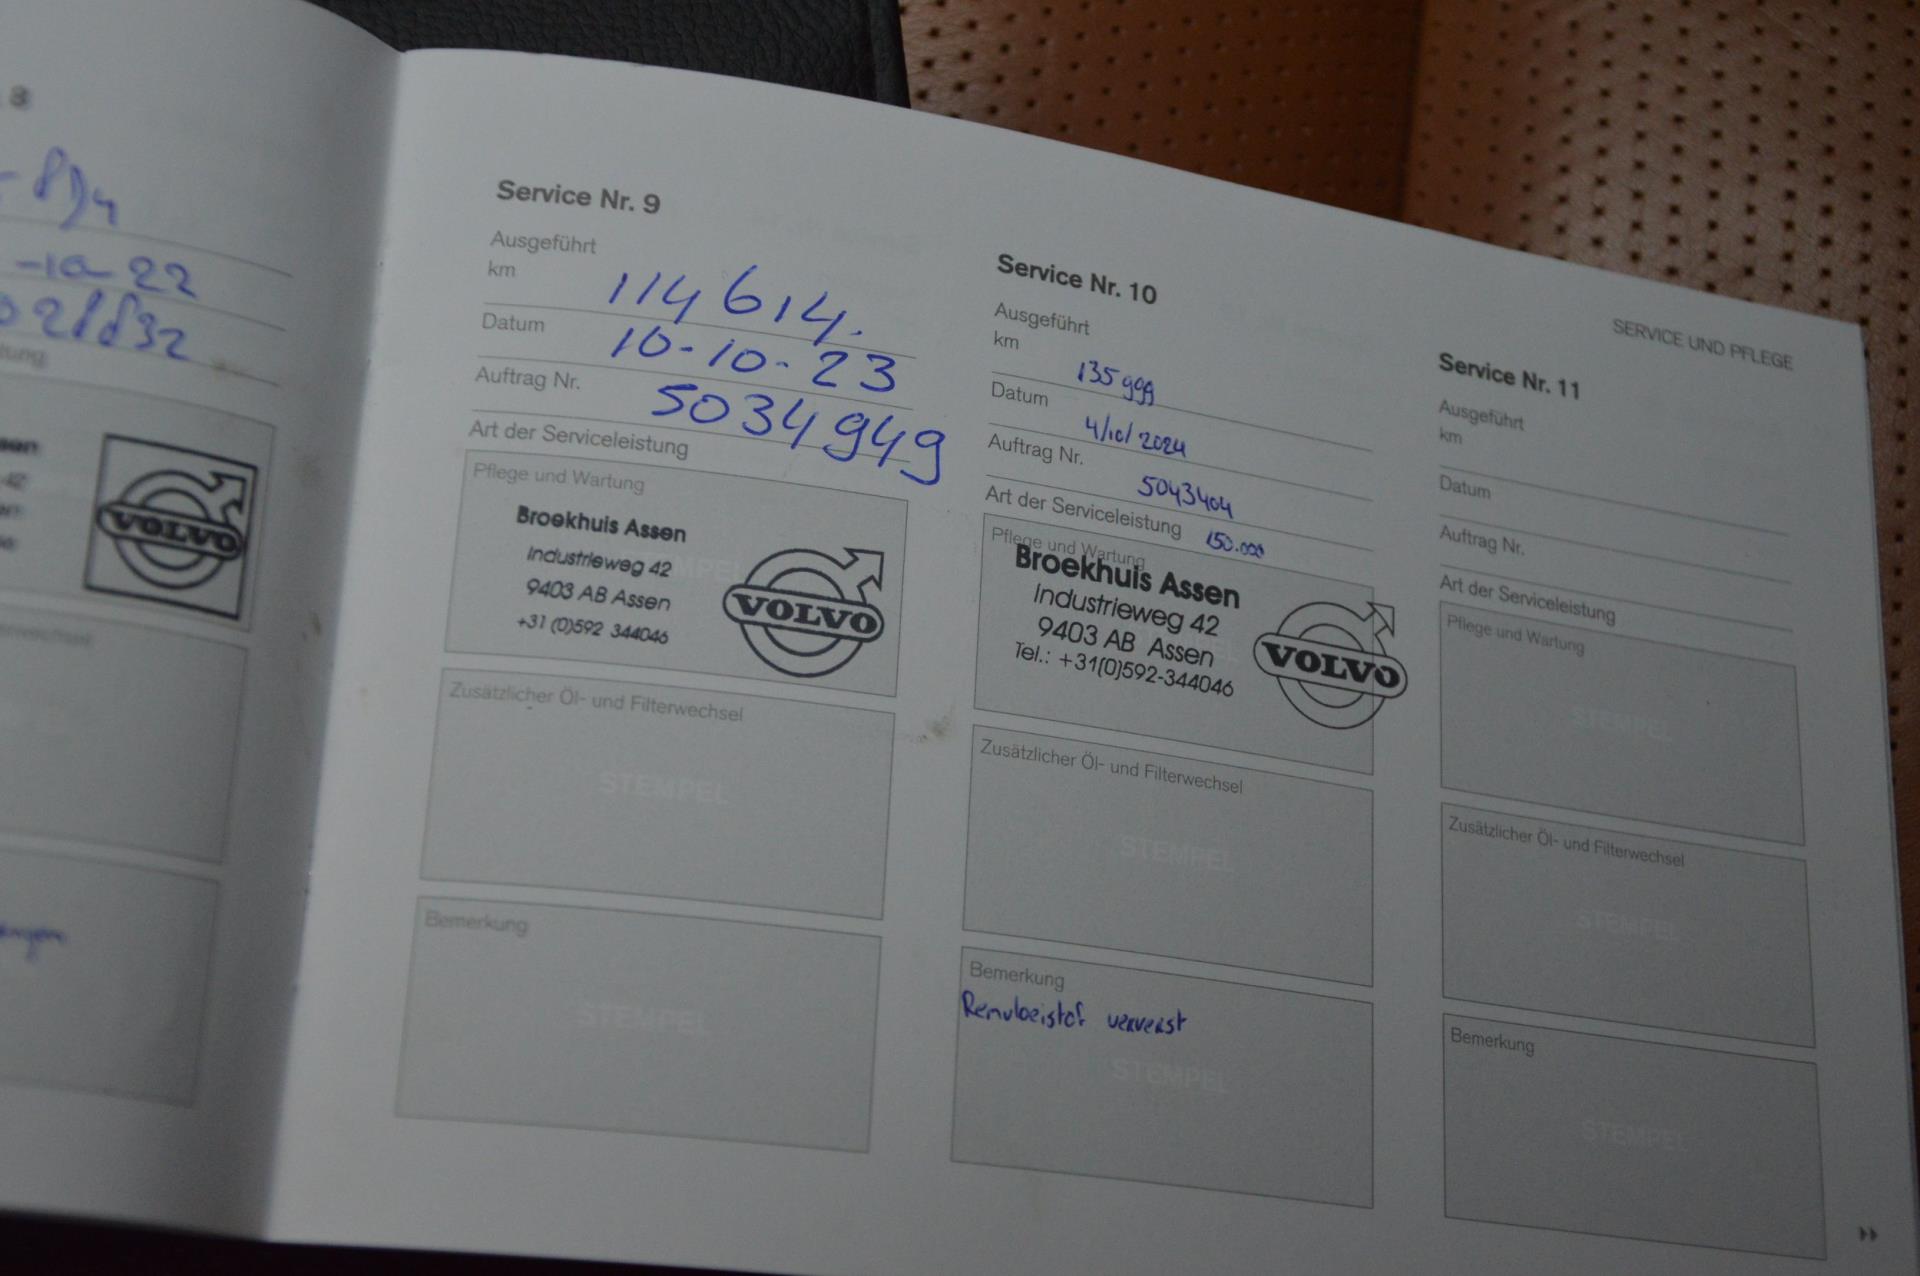 8
-10-22
Service Nr. 9
Ausgeführt
km 114614.
Datum 10-10-23
Auftrag Nr. 5034949
Art der Serviceleistung
Pflege und Wartung
STEMPEL
Broekhuis Assen
Industrieweg 42
9403 AB Assen
+31 (0)592 344046
VOLVO
Zusätzlicher Öl- und Filterwechsel
STEMPEL
Bemerkung
STEMPEL
Service Nr. 10
Ausgeführt
km 135999
Datum 4/10/2024
Auftrag Nr. 5043404
Art der Serviceleistung 150.000
Pflege und Wartung
Broekhuis Assen
Industrieweg 42
9403 AB Assen
Tel.: +31(0)592-344046
VOLVO
Zusätzlicher Öl- und Filterwechsel
STEMPEL
Bemerkung
Remvloeistof ververst
STEMPEL
SERVICE UND PFLEGE
Service Nr. 11
Ausgeführt
km
Datum
Auftrag Nr.
Art der Serviceleistung
Pflege und Wartung
STEMPEL
Zusätzlicher Öl- und Filterwechsel
STEMPEL
Bemerkung
STEMPEL
VOLVO